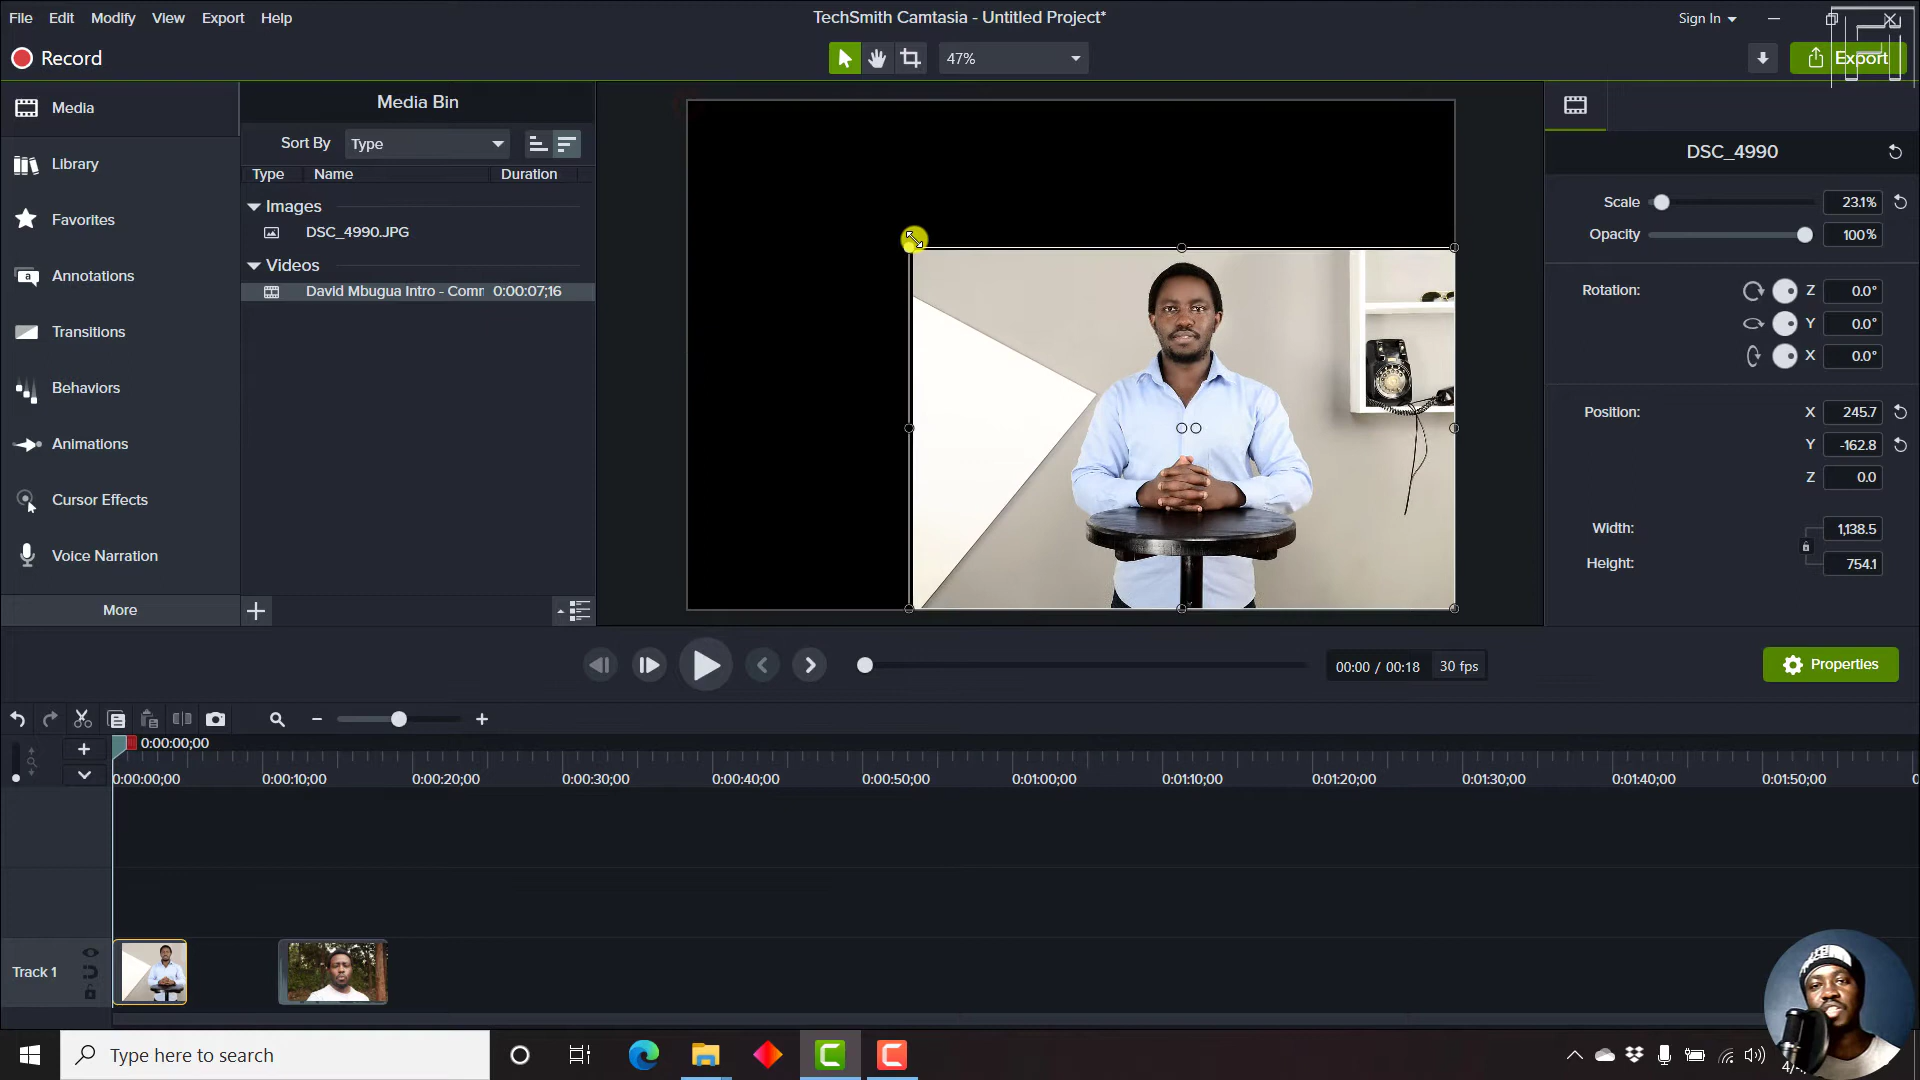 File Edit Modify View Export Help
TechSmith Camtasia - Untitled Project*
Sign In
Record
47%
Export
Media
Media Bin
Sort By Type
Type Name Duration
Images
DSC_4990.JPG
Videos
David Mbugua Intro - Comm 0:00:07;16
Library
Favorites
Annotations
Transitions
Behaviors
Animations
Cursor Effects
Voice Narration
More
DSC_4990
Scale 23.1%
Opacity 100%
Rotation: Z 0.0°
Y 0.0°
X 0.0°
Position: X 245.7
Y -162.8
Z 0.0
Width: 1,138.5
Height: 754.1
00:00 / 00:18 30 fps
Properties
0:00:00;00
0:00:00;00 0:00:10;00 0:00:20;00 0:00:30;00 0:00:40;00 0:00:50;00 0:01:00;00 0:01:10;00 0:01:20;00 0:01:30;00 0:01:40;00 0:01:50;00
Track 1
Type here to search